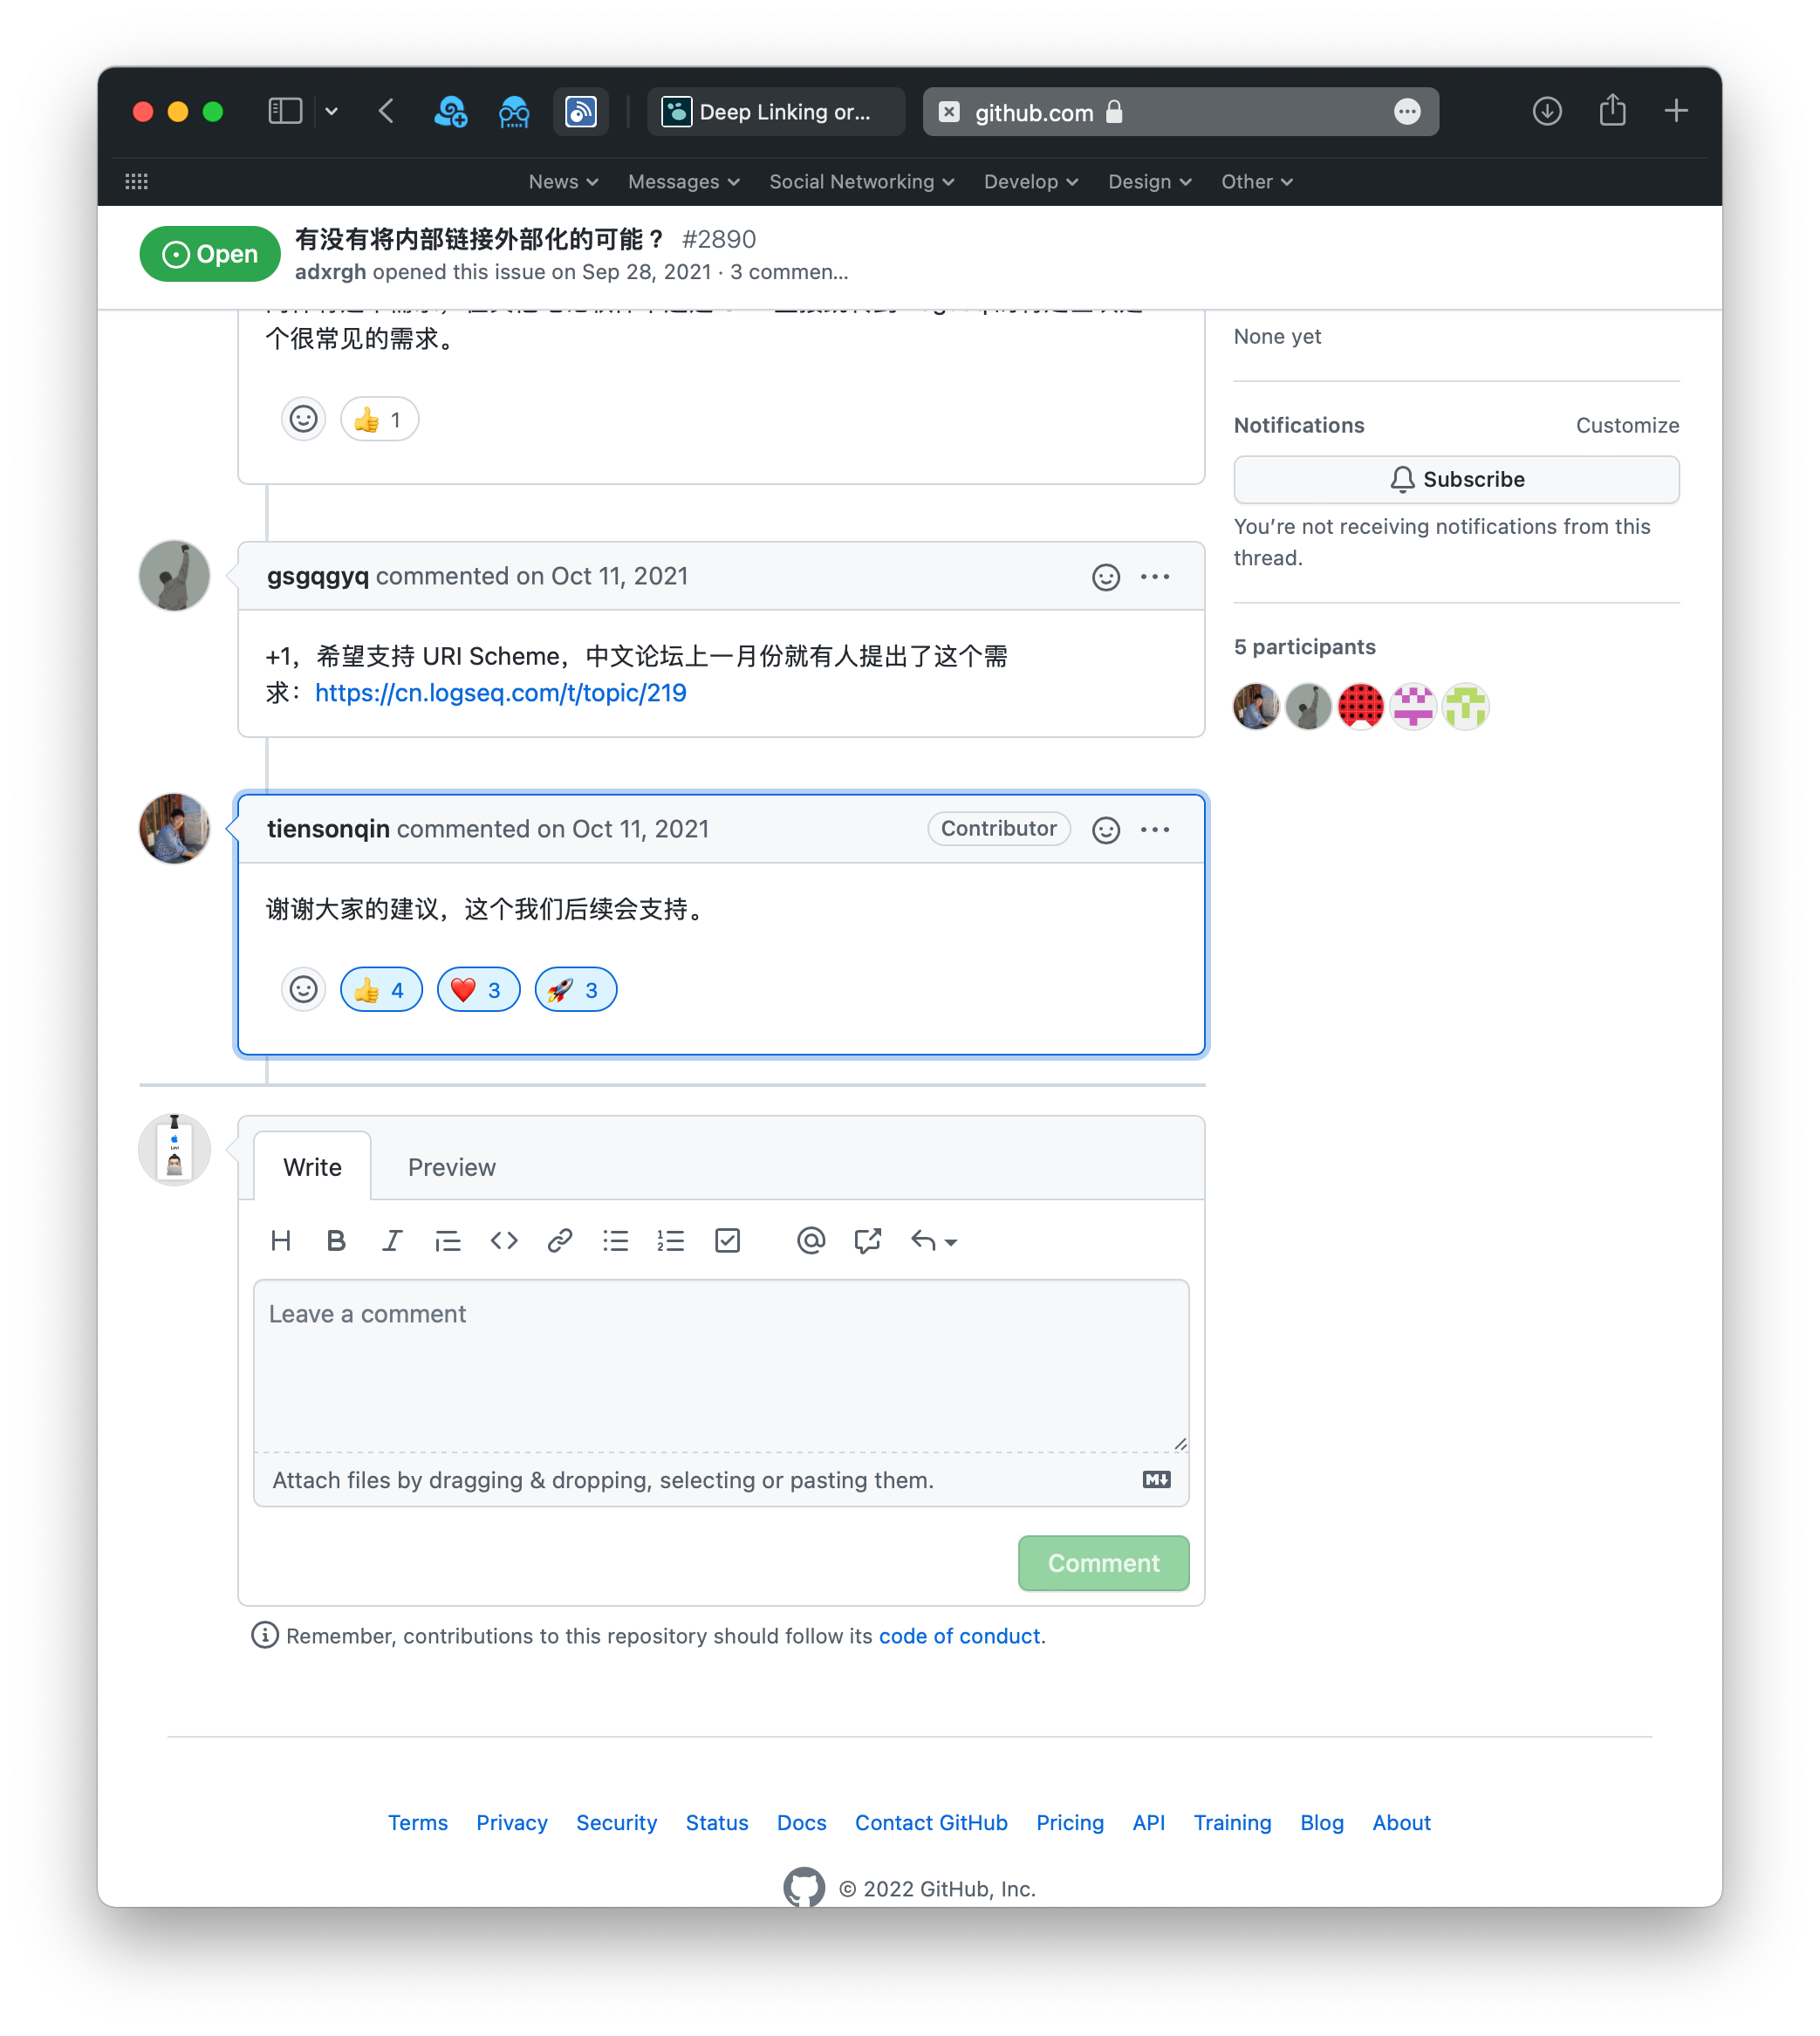 Deep Linking or...
github.com
News
Messages
Social Networking
Develop
Design
Other
Open
有没有将内部链接外部化的可能？ #2890
adxrgh opened this issue on Sep 28, 2021 · 3 commen...
个很常见的需求。
👍 1
None yet
Notifications
Customize
Subscribe
You’re not receiving notifications from this
thread.
5 participants
gsgqgyq commented on Oct 11, 2021
+1，希望支持 URI Scheme，中文论坛上一月份就有人提出了这个需
求：https://cn.logseq.com/t/topic/219
tiensonqin commented on Oct 11, 2021
Contributor
谢谢大家的建议，这个我们后续会支持。
👍 4
❤️ 3
🚀 3
Write
Preview
Leave a comment
Attach files by dragging & dropping, selecting or pasting them.
Comment
Remember, contributions to this repository should follow its code of conduct.
Terms
Privacy
Security
Status
Docs
Contact GitHub
Pricing
API
Training
Blog
About
© 2022 GitHub, Inc.